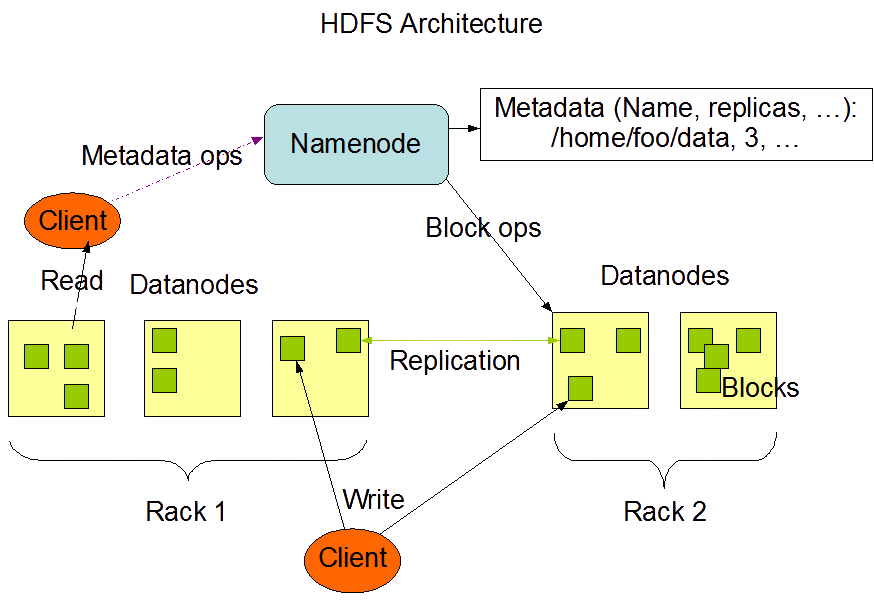 HDFS Architecture
Metadata (Name, replicas, …):
/home/foo/data, 3, …
Namenode
Metadata ops
Client
Block ops
Read
Datanodes
Datanodes
Replication
Blocks
Rack 1
Write
Rack 2
Client